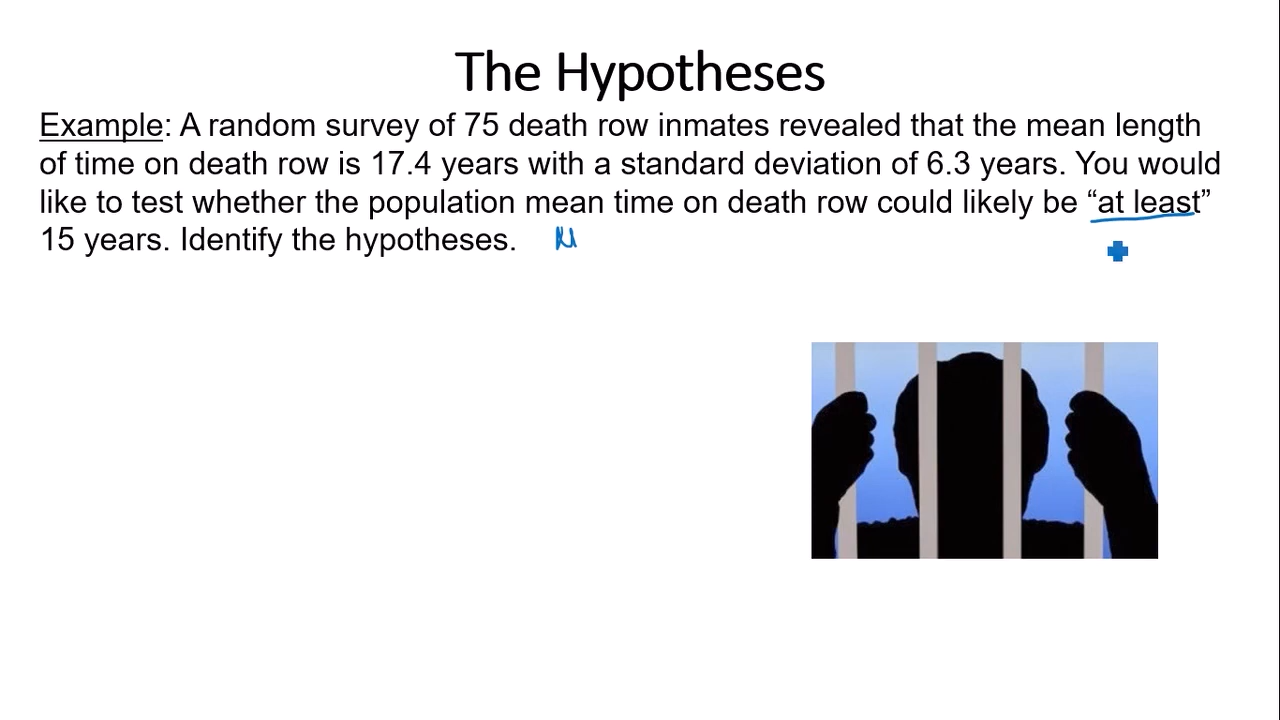 The Hypotheses
Example: A random survey of 75 death row inmates revealed that the mean length
of time on death row is 17.4 years with a standard deviation of 6.3 years. You would
like to test whether the population mean time on death row could likely be “at least”
15 years. Identify the hypotheses.